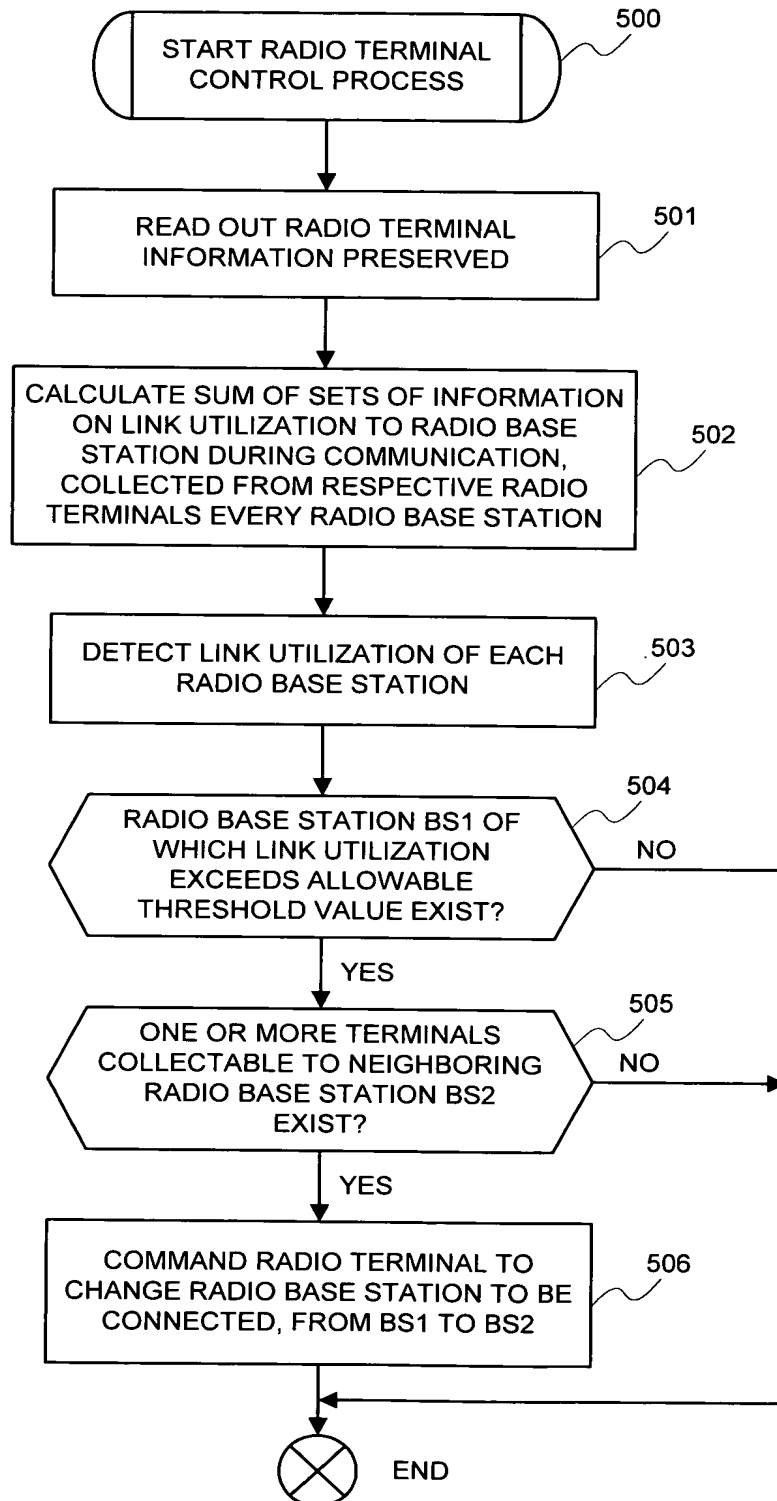 START RADIO TERMINAL
CONTROL PROCESS
500
READ OUT RADIO TERMINAL
INFORMATION PRESERVED
501
CALCULATE SUM OF SETS OF INFORMATION
ON LINK UTILIZATION TO RADIO BASE
STATION DURING COMMUNICATION,
COLLECTED FROM RESPECTIVE RADIO
TERMINALS EVERY RADIO BASE STATION
502
DETECT LINK UTILIZATION OF EACH
RADIO BASE STATION
503
RADIO BASE STATION BS1 OF
WHICH LINK UTILIZATION
EXCEEDS ALLOWABLE
THRESHOLD VALUE EXIST?
504
NO
YES
ONE OR MORE TERMINALS
COLLECTABLE TO NEIGHBORING
RADIO BASE STATION BS2
EXIST?
505
NO
YES
COMMAND RADIO TERMINAL TO
CHANGE RADIO BASE STATION TO BE
CONNECTED, FROM BS1 TO BS2
506
END